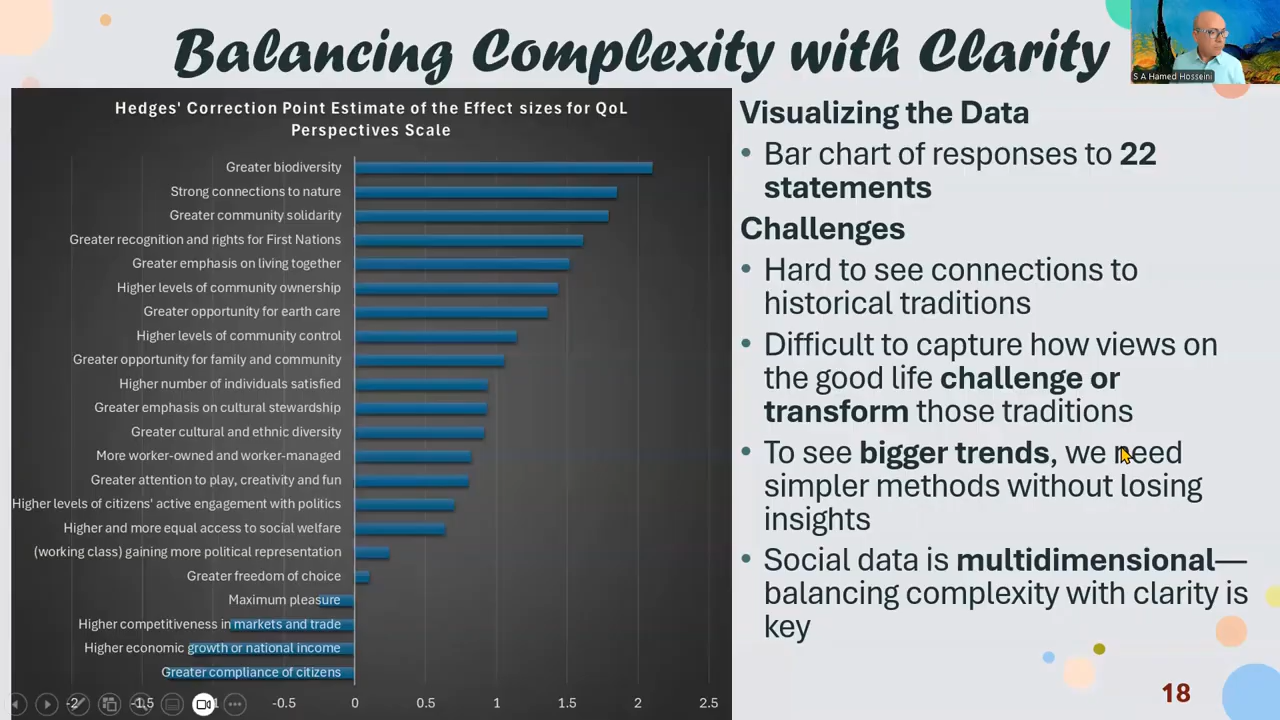 Balancing Complexity with Clarity
S A Hamed Hosseini
Hedges' Correction Point Estimate of the Effect sizes for QoL
Perspectives Scale
Greater biodiversity
Strong connections to nature
Greater community solidarity
Greater recognition and rights for First Nations
Greater emphasis on living together
Higher levels of community ownership
Greater opportunity for earth care
Higher levels of community control
Greater opportunity for family and community
Higher number of individuals satisfied
Greater emphasis on cultural stewardship
Greater cultural and ethnic diversity
More worker-owned and worker-managed
Greater attention to play, creativity and fun
Higher levels of citizens' active engagement with politics
Higher and more equal access to social welfare
(working class) gaining more political representation
Greater freedom of choice
Maximum pleasure
Higher competitiveness in markets and trade
Higher economic growth or national income
Greater compliance of citizens
-2 -1.5 -0.5 0 0.5 1 1.5 2 2.5
Visualizing the Data
• Bar chart of responses to 22
statements
Challenges
• Hard to see connections to
historical traditions
• Difficult to capture how views on
the good life challenge or
transform those traditions
• To see bigger trends, we need
simpler methods without losing
insights
• Social data is multidimensional—
balancing complexity with clarity is
key
18